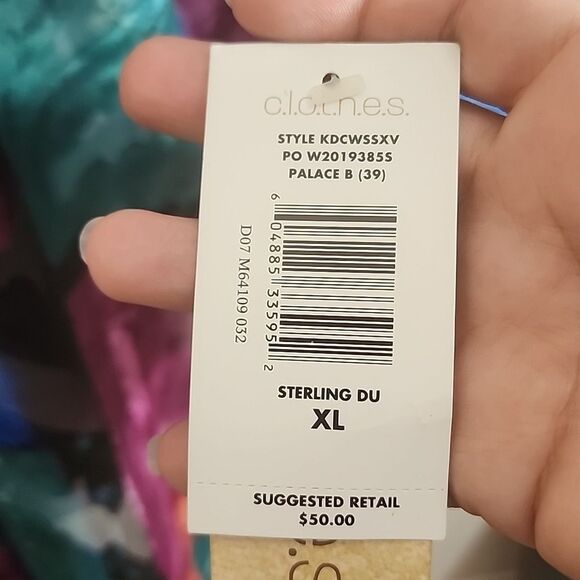 c.l.o.t.h.e.s.
STYLE KDCWSSXV
PO W2019385S
PALACE B (39)
6 04885 33595 2
D07 M64109 032
STERLING DU
XL
SUGGESTED RETAIL
$50.00